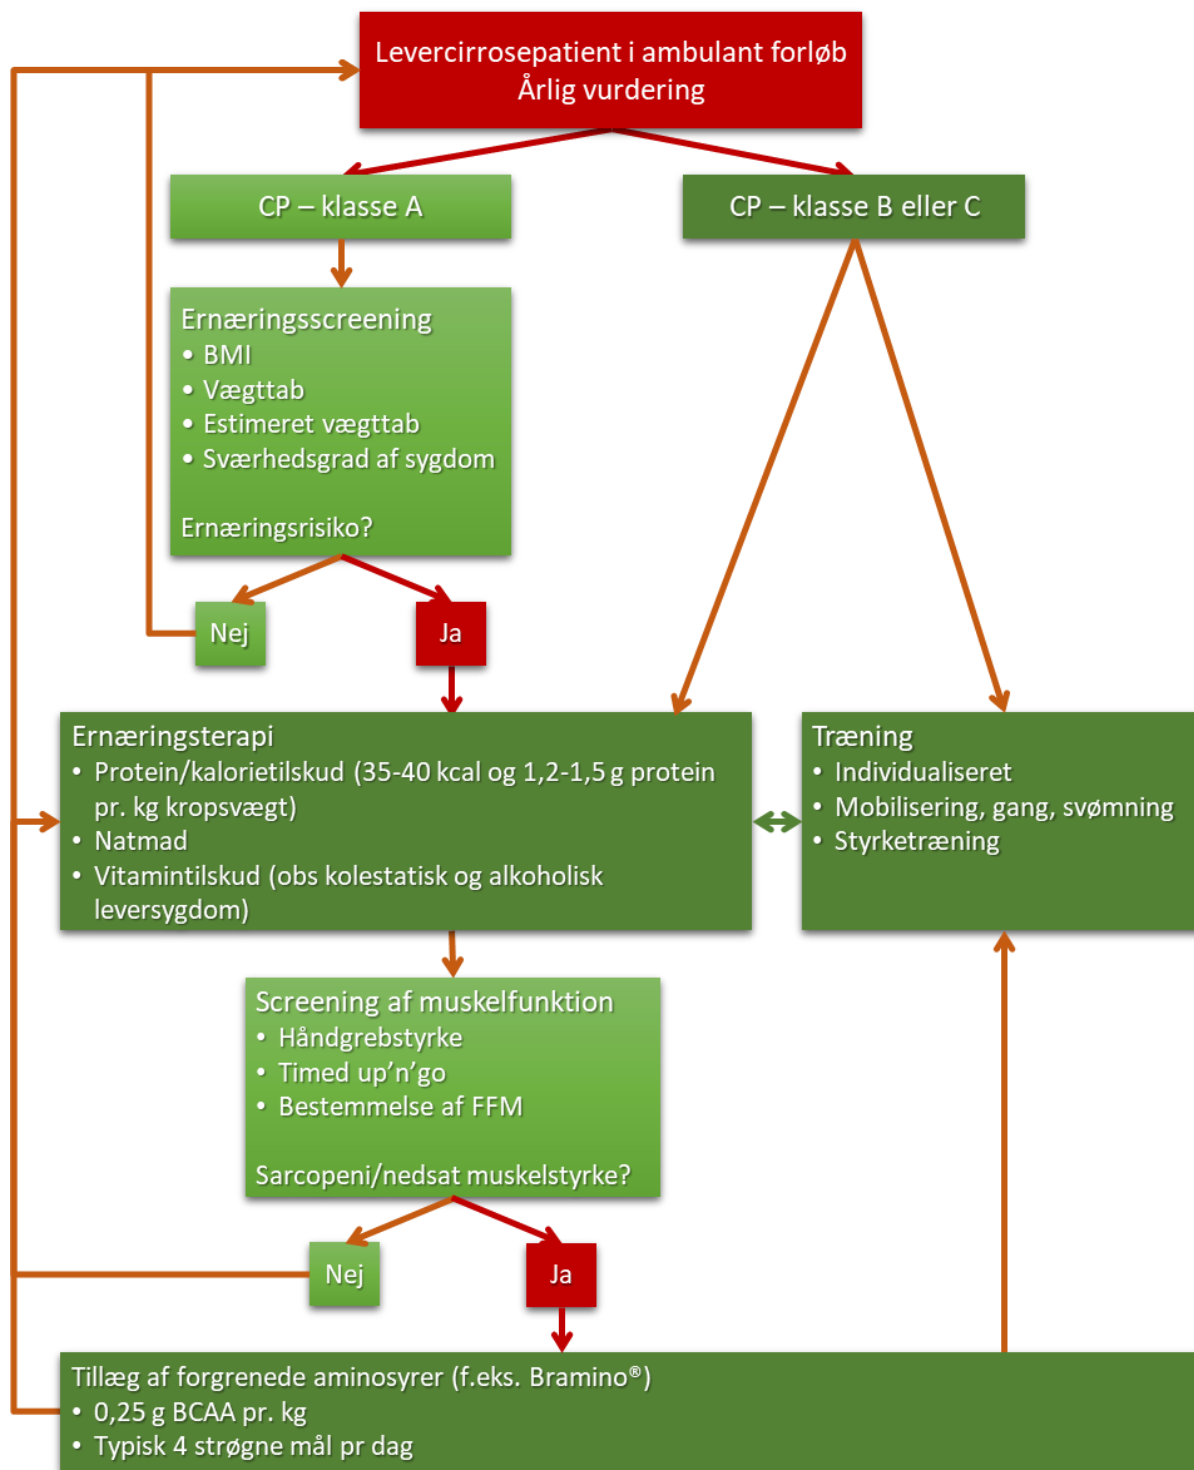 Levercirrosepatient i ambulant forløb
Årlig vurdering
CP – klasse A
CP – klasse B eller C
Ernæringsscreening
• BMI
• Vægttab
• Estimeret vægttab
• Sværhedsgrad af sygdom
Ernæringsrisiko?
Nej
Ja
Ernæringsterapi
• Protein/kalorietilskud (35-40 kcal og 1,2-1,5 g protein
pr. kg kropsvægt)
• Natmad
• Vitamintilskud (obs kolestatisk og alkoholisk
leversygdom)
Træning
• Individualiseret
• Mobilisering, gang, svømning
• Styrketræning
Screening af muskelfunktion
• Håndgrebstyrke
• Timed up’n’go
• Bestemmelse af FFM
Sarcopeni/nedsat muskelstyrke?
Nej
Ja
Tillæg af forgrenede aminosyrer (f.eks. Bramino®)
• 0,25 g BCAA pr. kg
• Typisk 4 strøgne mål pr dag